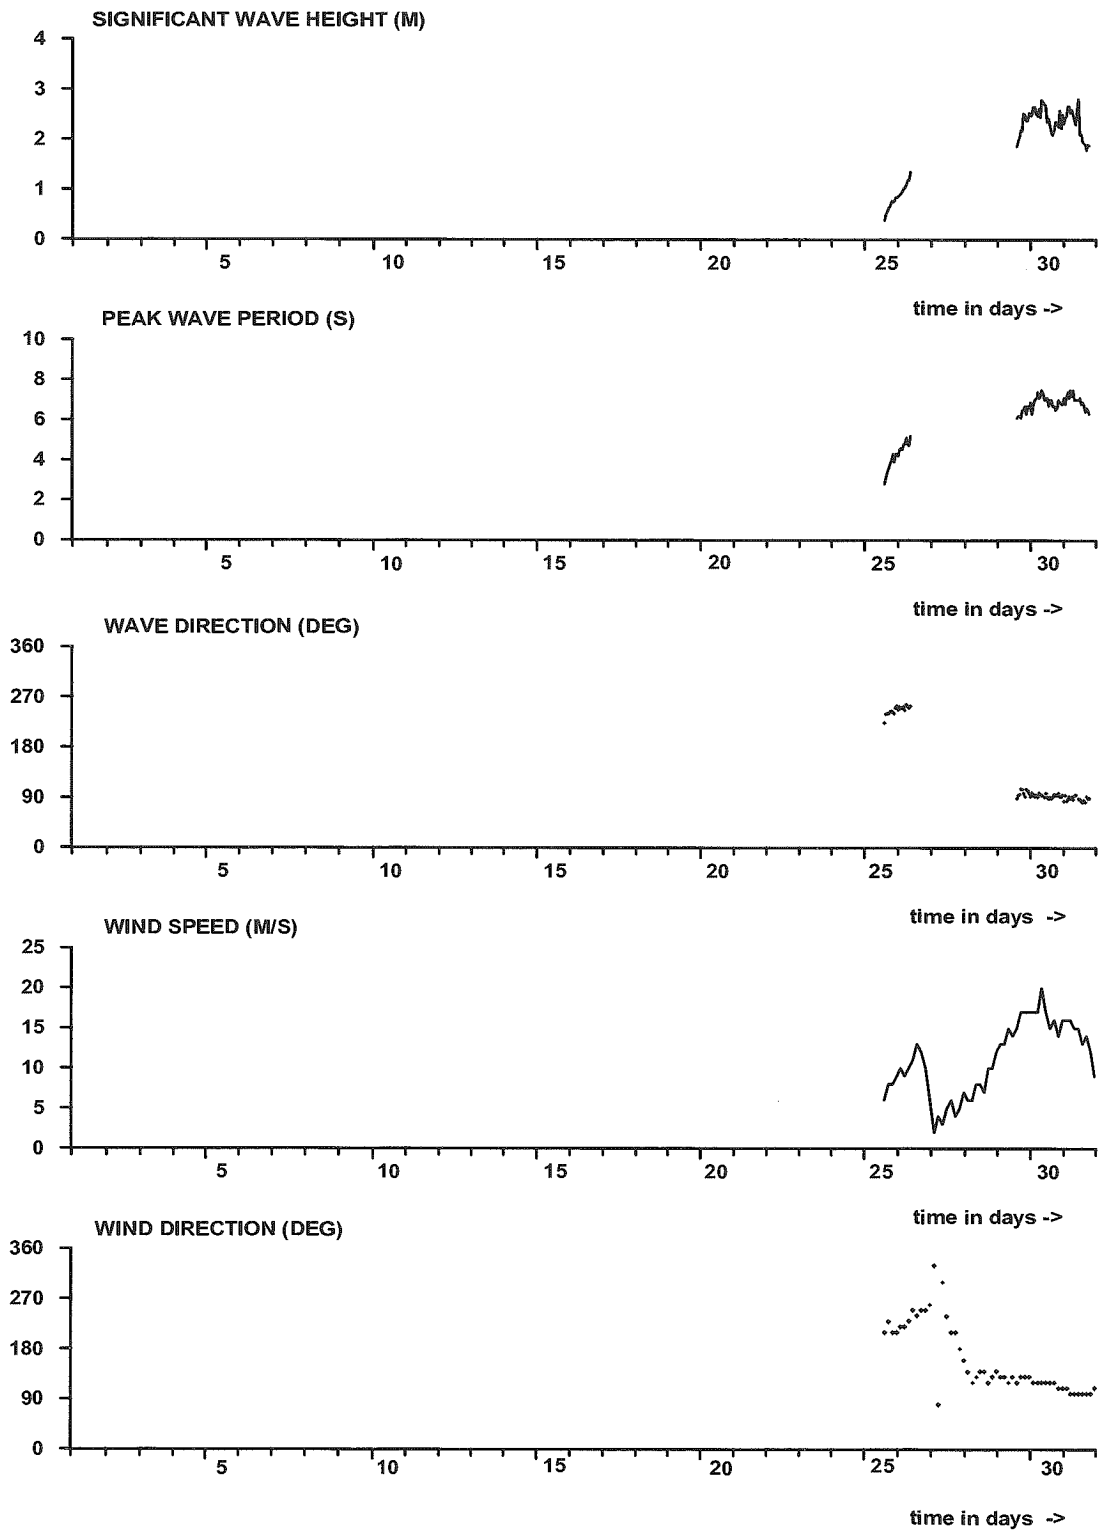 SIGNIFICANT WAVE HEIGHT (M)
4
3
2
1
0
5 10 15 20 25 30
time in days ->
PEAK WAVE PERIOD (S)
10
8
6
4
2
0
5 10 15 20 25 30
time in days ->
WAVE DIRECTION (DEG)
360
270
180
90
0
5 10 15 20 25 30
time in days ->
WIND SPEED (M/S)
25
20
15
10
5
0
5 10 15 20 25 30
time in days ->
WIND DIRECTION (DEG)
360
270
180
90
0
5 10 15 20 25 30
time in days ->